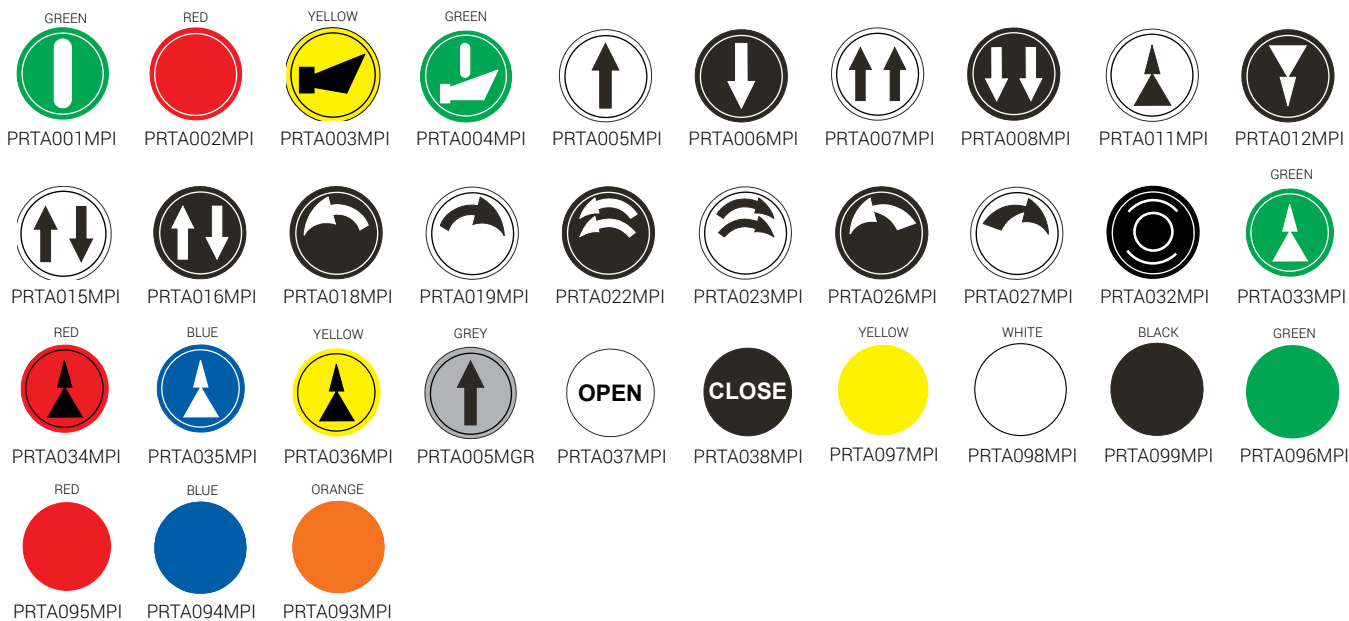 GREEN RED YELLOW GREEN
PRTA001MPI PRTA002MPI PRTA003MPI PRTA004MPI PRTA005MPI PRTA006MPI PRTA007MPI PRTA008MPI PRTA011MPI PRTA012MPI
GREEN
PRTA015MPI PRTA016MPI PRTA018MPI PRTA019MPI PRTA022MPI PRTA023MPI PRTA026MPI PRTA027MPI PRTA032MPI PRTA033MPI
RED BLUE YELLOW GREY YELLOW WHITE BLACK GREEN
OPEN CLOSE
PRTA034MPI PRTA035MPI PRTA036MPI PRTA005MGR PRTA037MPI PRTA038MPI PRTA097MPI PRTA098MPI PRTA099MPI PRTA096MPI
RED BLUE ORANGE
PRTA095MPI PRTA094MPI PRTA093MPI